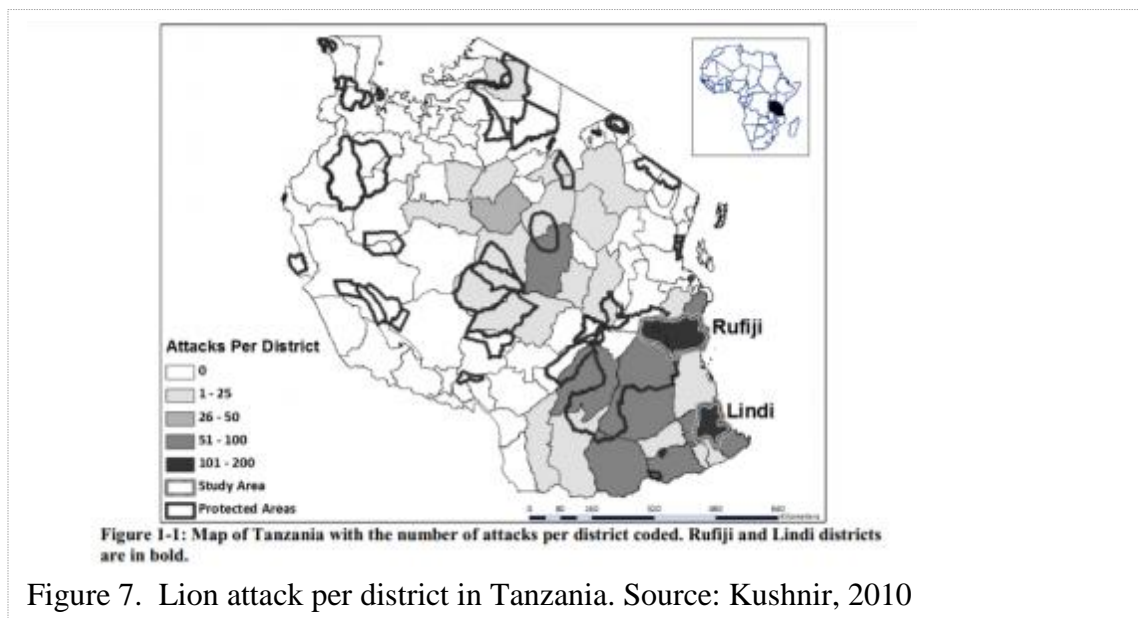 Rufiji
Lindi
Attacks Per District
0
1 - 25
26 - 50
51 - 100
101 - 200
Study Area
Protected Areas
Figure 1-1: Map of Tanzania with the number of attacks per district coded. Rufiji and Lindi districts
are in bold.
Figure 7. Lion attack per district in Tanzania. Source: Kushnir, 2010